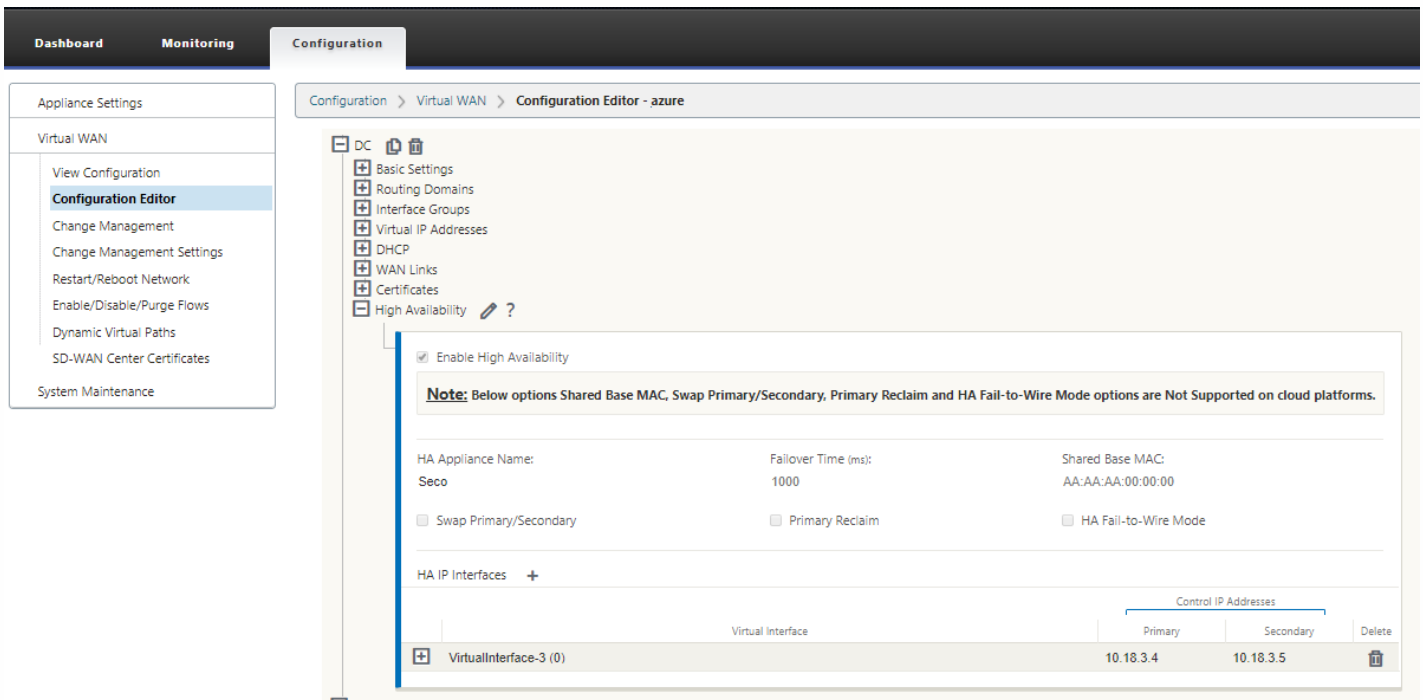 Dashboard Monitoring Configuration
Appliance Settings
Virtual WAN
View Configuration
Configuration Editor
Change Management
Change Management Settings
Restart/Reboot Network
Enable/Disable/Purge Flows
Dynamic Virtual Paths
SD-WAN Center Certificates
System Maintenance
Configuration > Virtual WAN > Configuration Editor - azure
DC
Basic Settings
Routing Domains
Interface Groups
Virtual IP Addresses
DHCP
WAN Links
Certificates
High Availability ?
Enable High Availability
Note: Below options Shared Base MAC, Swap Primary/Secondary, Primary Reclaim and HA Fail-to-Wire Mode options are Not Supported on cloud platforms.
HA Appliance Name: Failover Time (ms): Shared Base MAC:
Seco 1000 AA:AA:AA:00:00:00
Swap Primary/Secondary Primary Reclaim HA Fail-to-Wire Mode
HA IP Interfaces +
Control IP Addresses
Virtual Interface Primary Secondary Delete
VirtualInterface-3 (0) 10.18.3.4 10.18.3.5